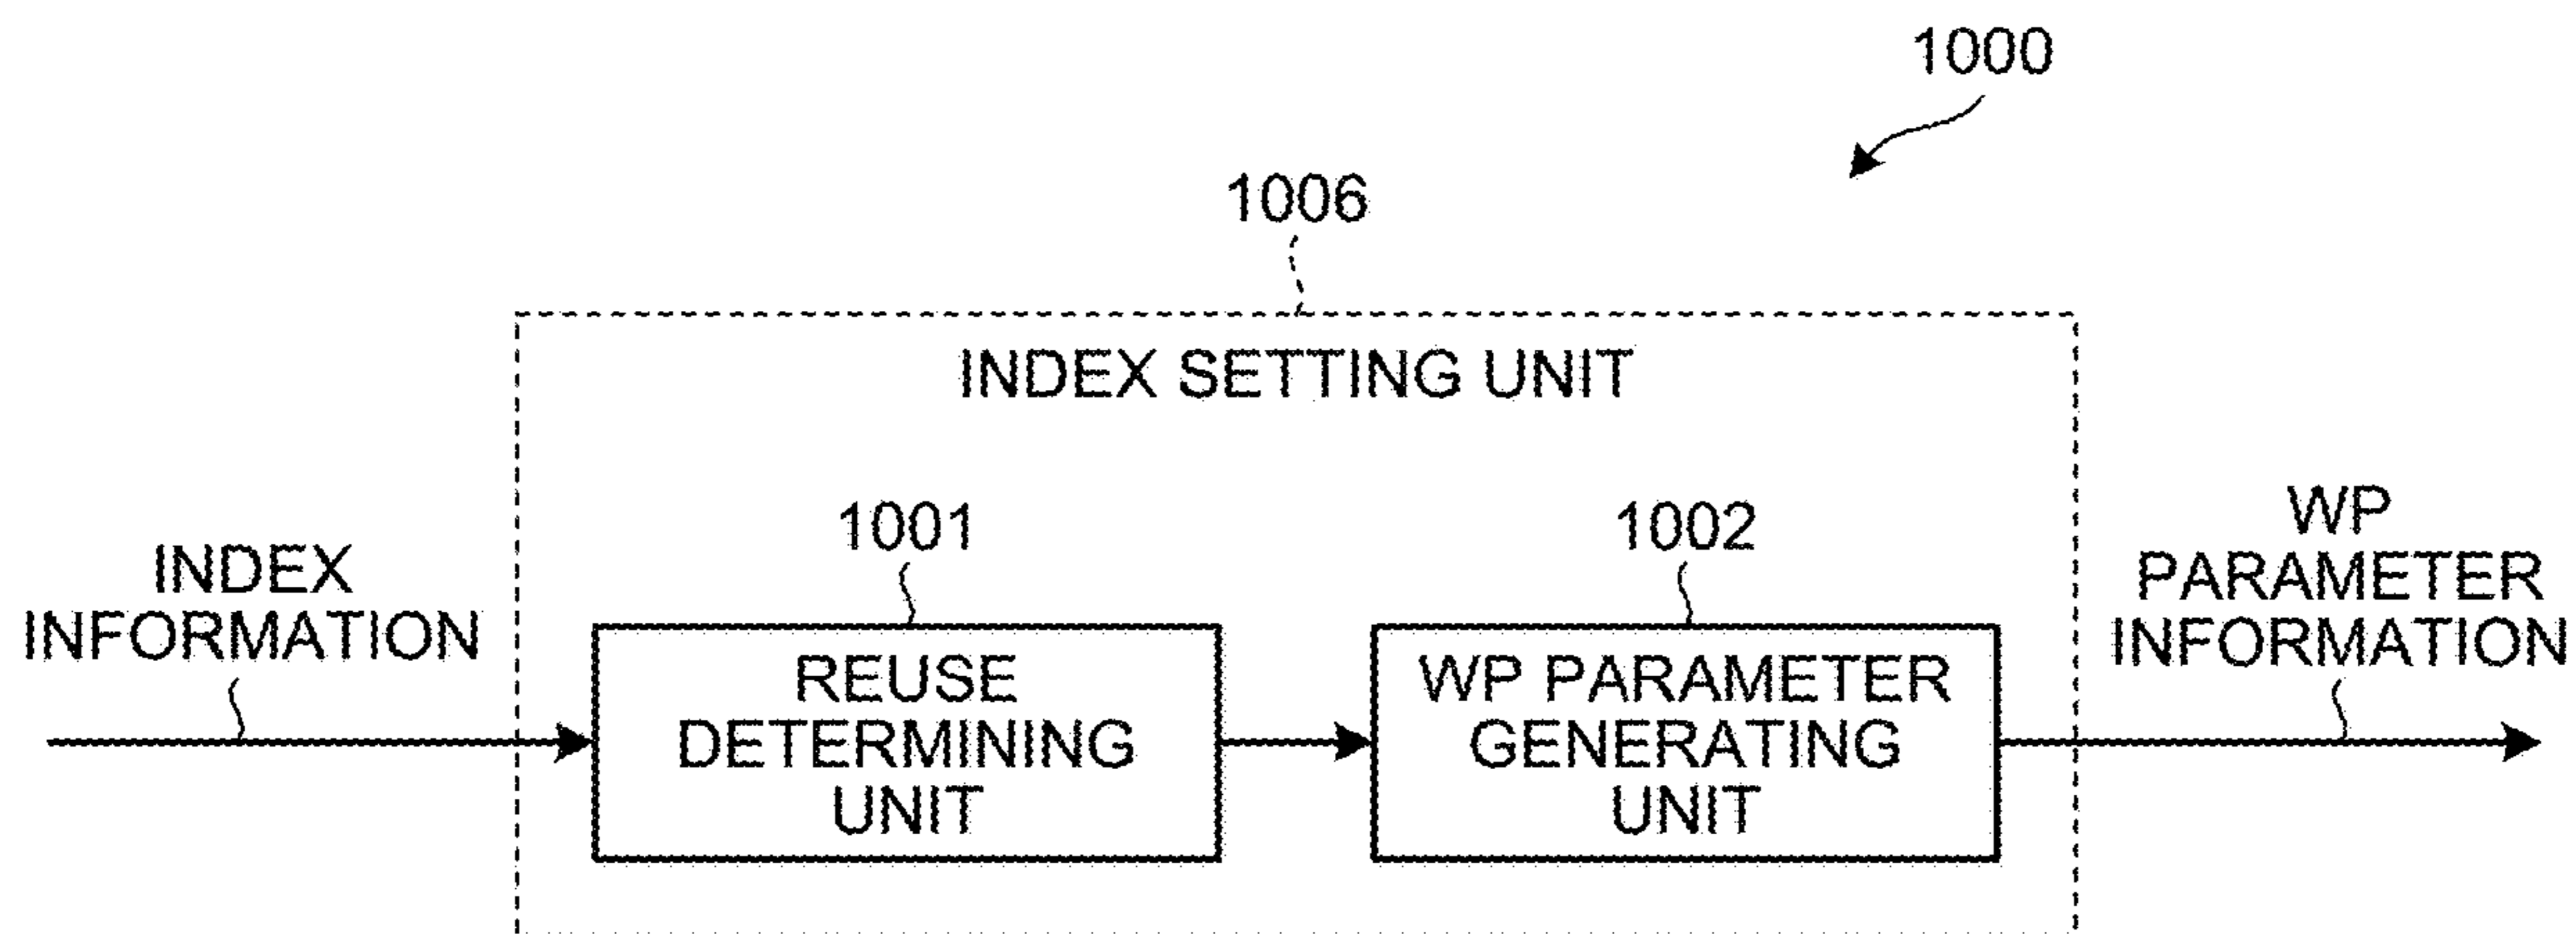 1000
1006
INDEX SETTING UNIT
INDEX
INFORMATION
1001
REUSE
DETERMINING
UNIT
1002
WP PARAMETER
GENERATING
UNIT
WP
PARAMETER
INFORMATION